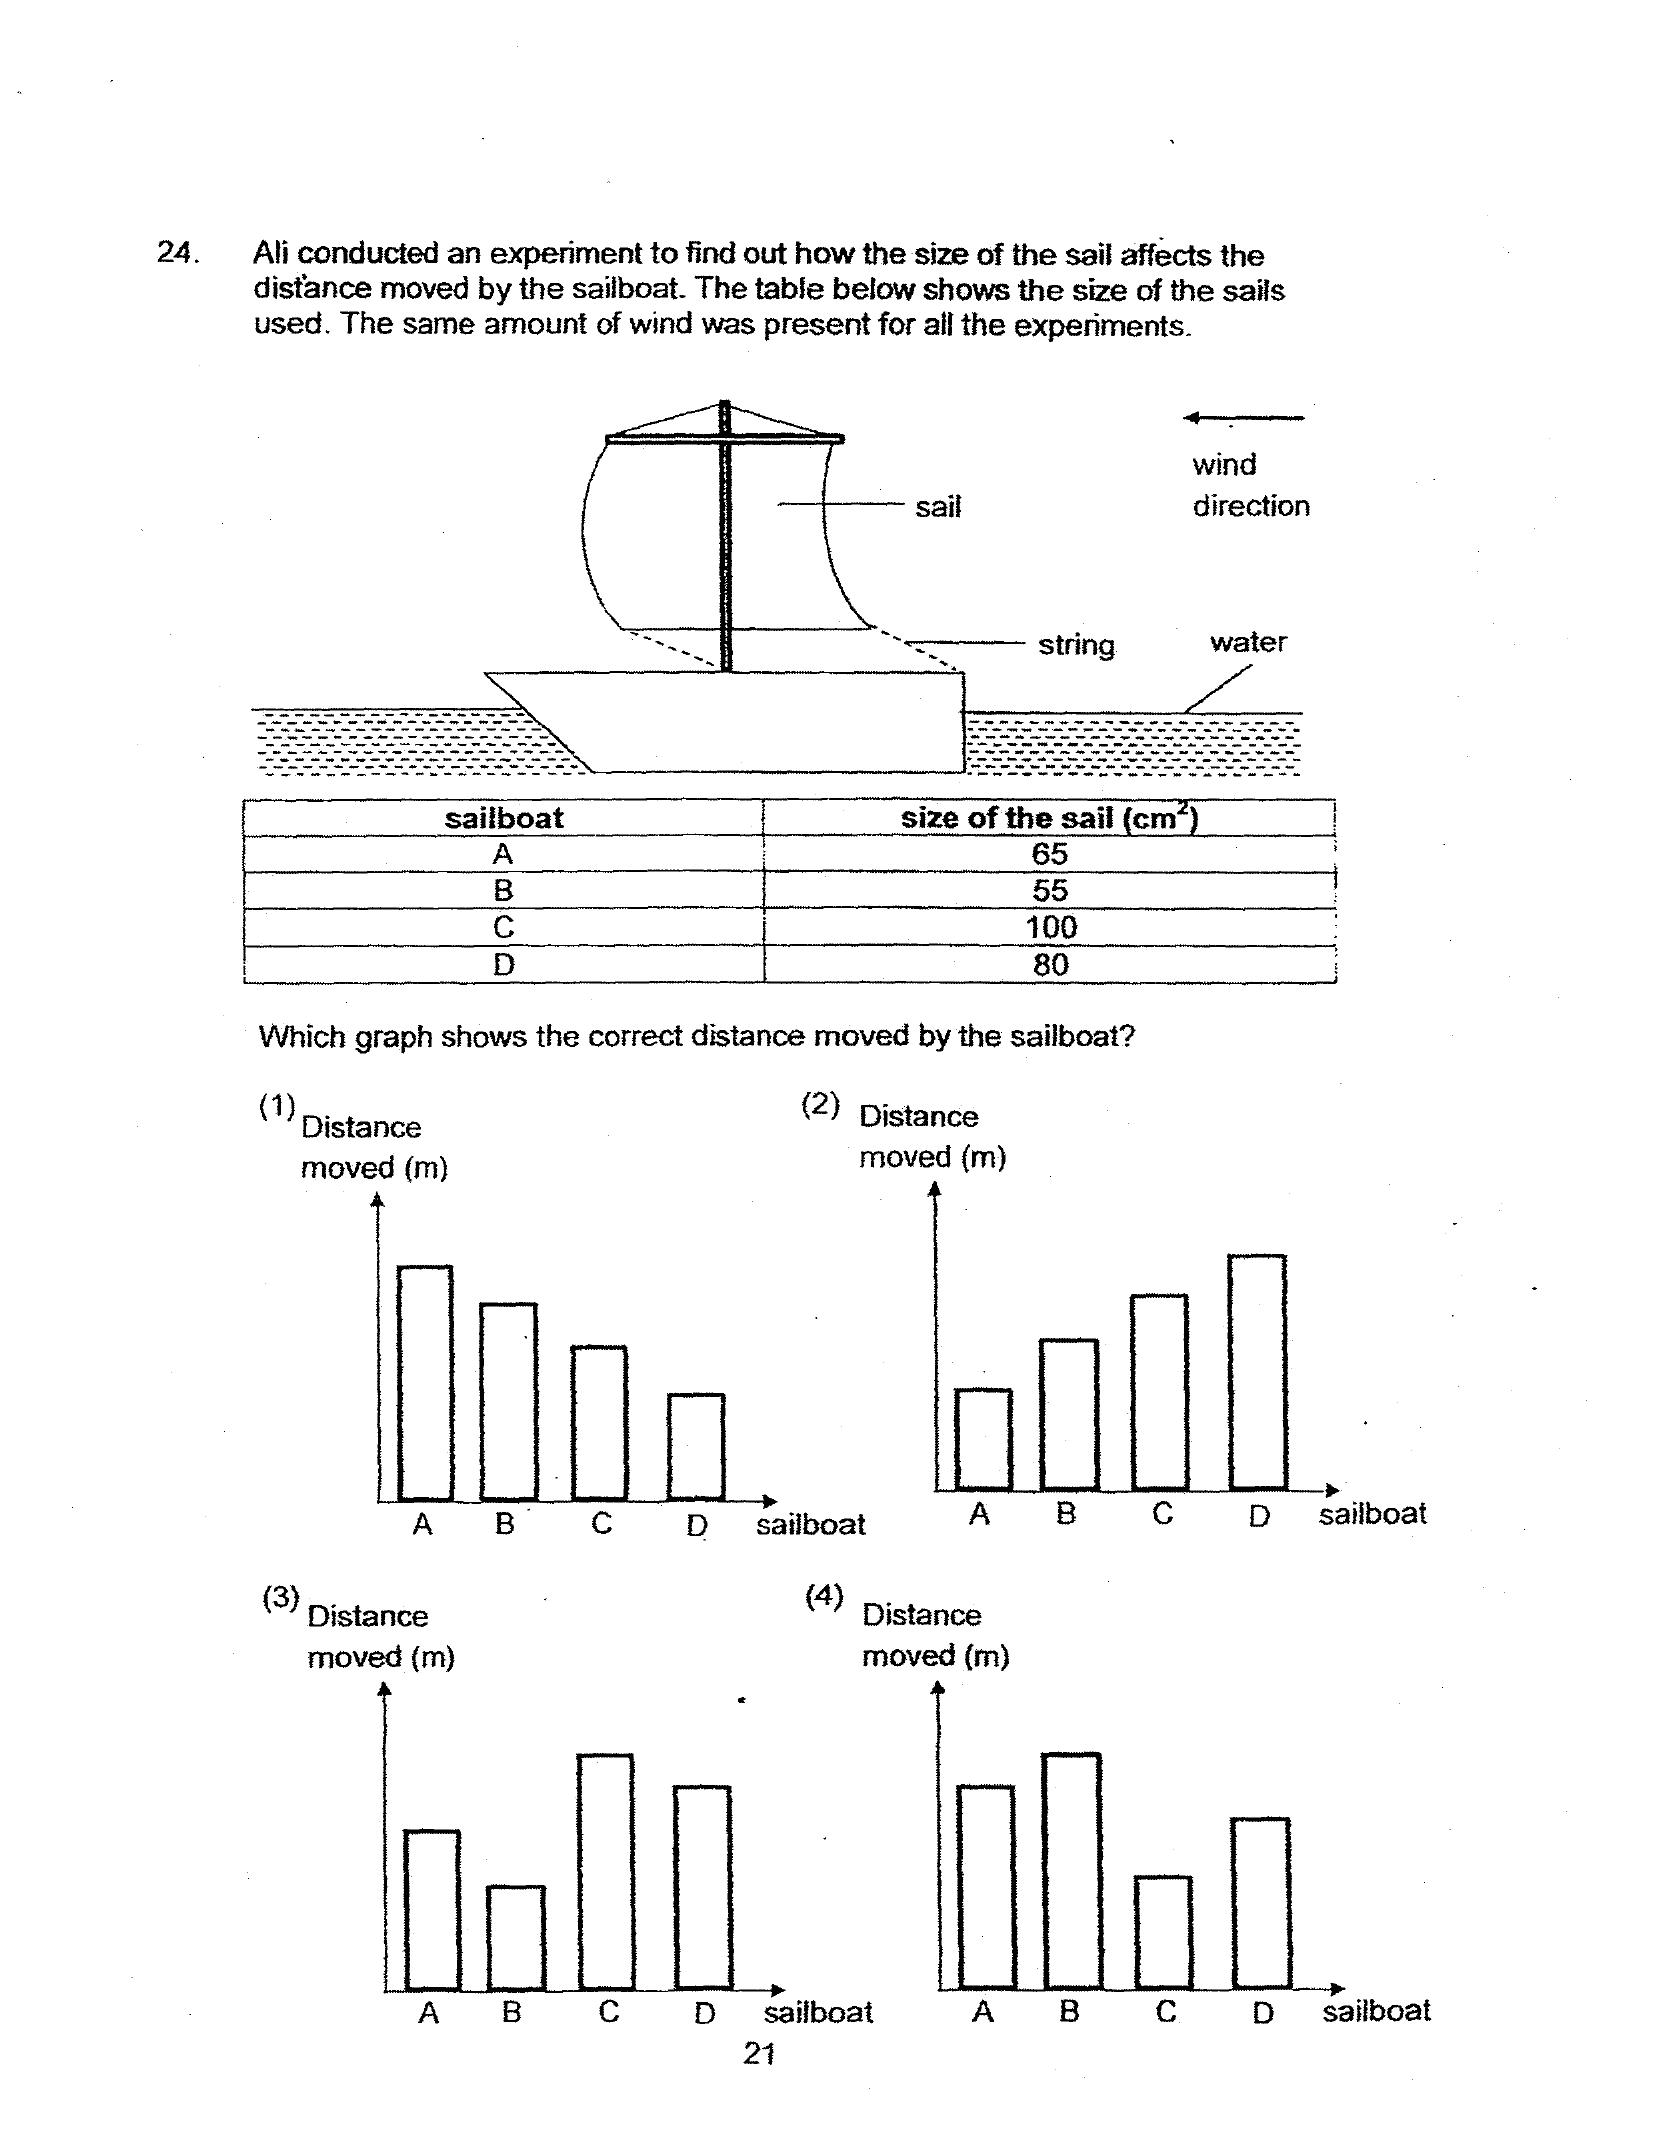 24. Ali conducted an experiment to find out how the size of the sail affects the
distance moved by the sailboat. The table below shows the size of the sails
used. The same amount of wind was present for all the experiments.
wind
direction
sail
string
water
sailboat size of the sail (cm²)
A 65
B 55
C 100
D 80
Which graph shows the correct distance moved by the sailboat?
(1) Distance
moved (m)
A B C D sailboat
(2) Distance
moved (m)
A B C D sailboat
(3) Distance
moved (m)
A B C D sailboat
(4) Distance
moved (m)
A B C D sailboat
21